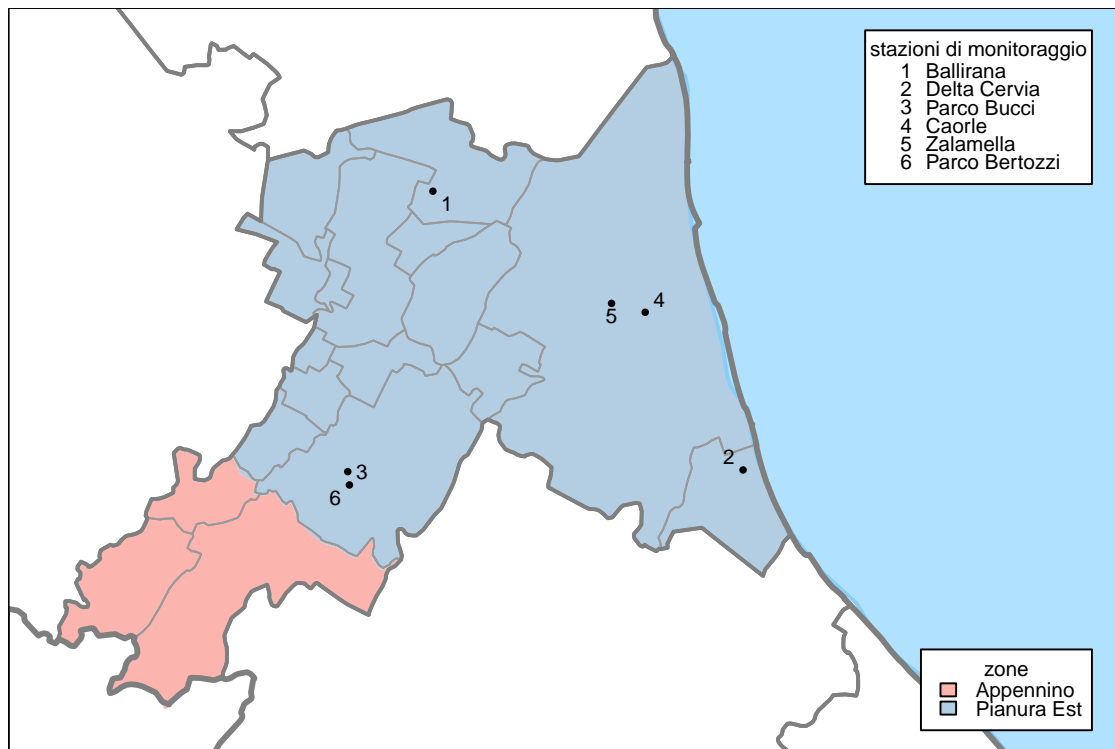 stazioni di monitoraggio
1 Ballirana
2 Delta Cervia
3 Parco Bucci
4 Caorle
5 Zalamella
6 Parco Bertozzi
1
4
5
2
3
6
zone
Appennino
Pianura Est